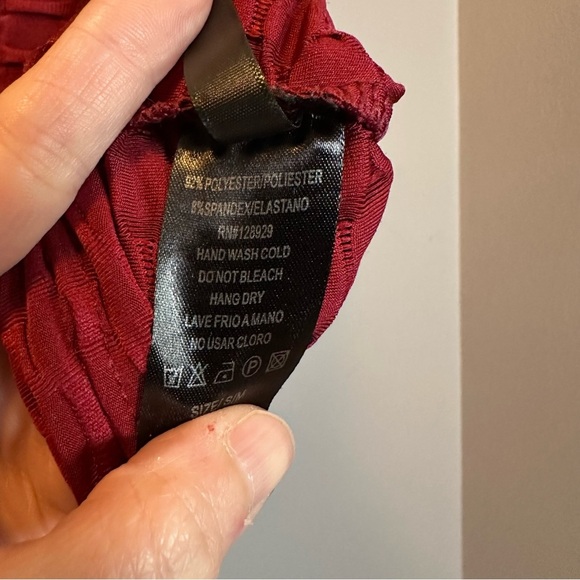 92%POLYESTER/POLIESTER
8%SPANDEX/ELASTANO
RN#128929
HAND WASH COLD
DO NOT BLEACH
HANG DRY
LAVE FRIO A MANO
NO USAR CLORO
P
SIZE/ S/M